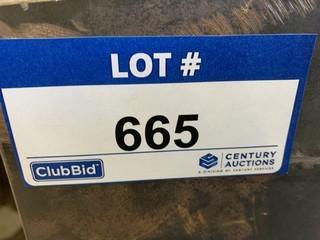 LOT #
665
ClubBid
CENTURY
AUCTIONS
A DIVISION OF CENTURY SERVICES